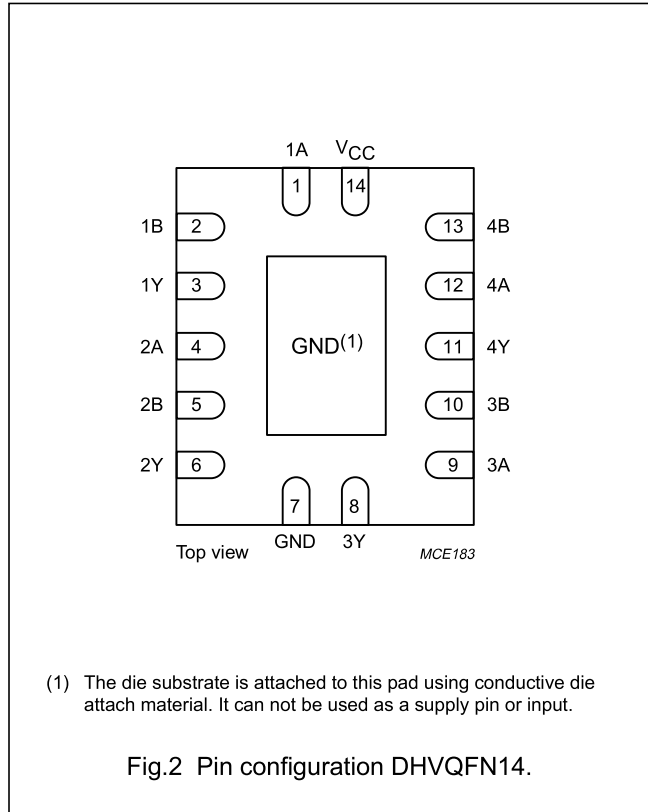 1A VCC
1 14
1B 2 13 4B
1Y 3 12 4A
2A 4 GND(1) 11 4Y
2B 5 10 3B
2Y 6 9 3A
7 8
Top view GND 3Y MCE183
(1) The die substrate is attached to this pad using conductive die
attach material. It can not be used as a supply pin or input.
Fig.2 Pin configuration DHVQFN14.